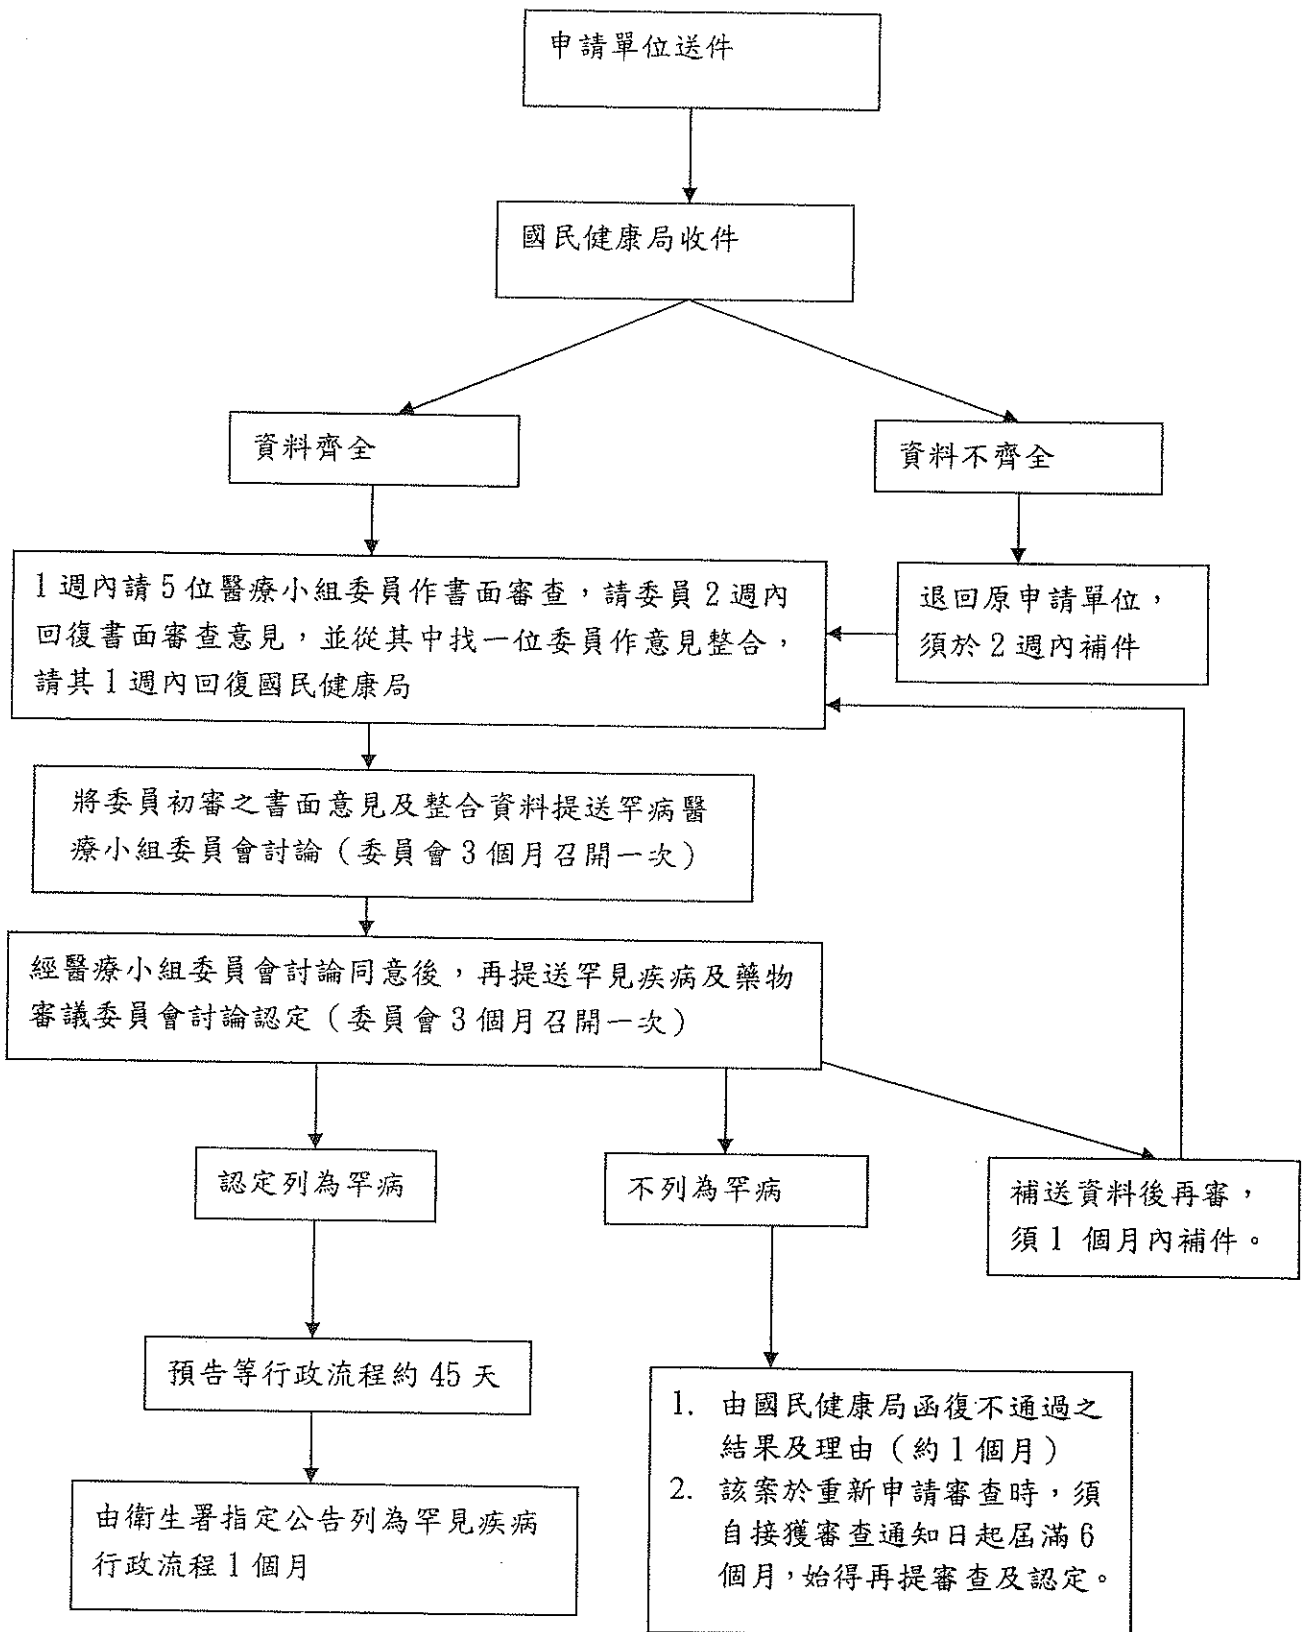 申請單位送件
國民健康局收件
資料齊全
資料不齊全
1 週內請 5 位醫療小組委員作書面審查，請委員 2 週內
回復書面審查意見，並從其中找一位委員作意見整合，
請其 1 週內回復國民健康局
退回原申請單位，
須於 2 週內補件
將委員初審之書面意見及整合資料提送罕病醫
療小組委員會討論（委員會 3 個月召開一次）
經醫療小組委員會討論同意後，再提送罕見疾病及藥物
審議委員會討論認定（委員會 3 個月召開一次）
認定列為罕病
不列為罕病
補送資料後再審，
須 1 個月內補件。
預告等行政流程約 45 天
由衛生署指定公告列為罕見疾病
行政流程 1 個月
1. 由國民健康局函復不通過之
結果及理由（約 1 個月）
2. 該案於重新申請審查時，須
自接獲審查通知日起屆滿 6
個月，始得再提審查及認定。